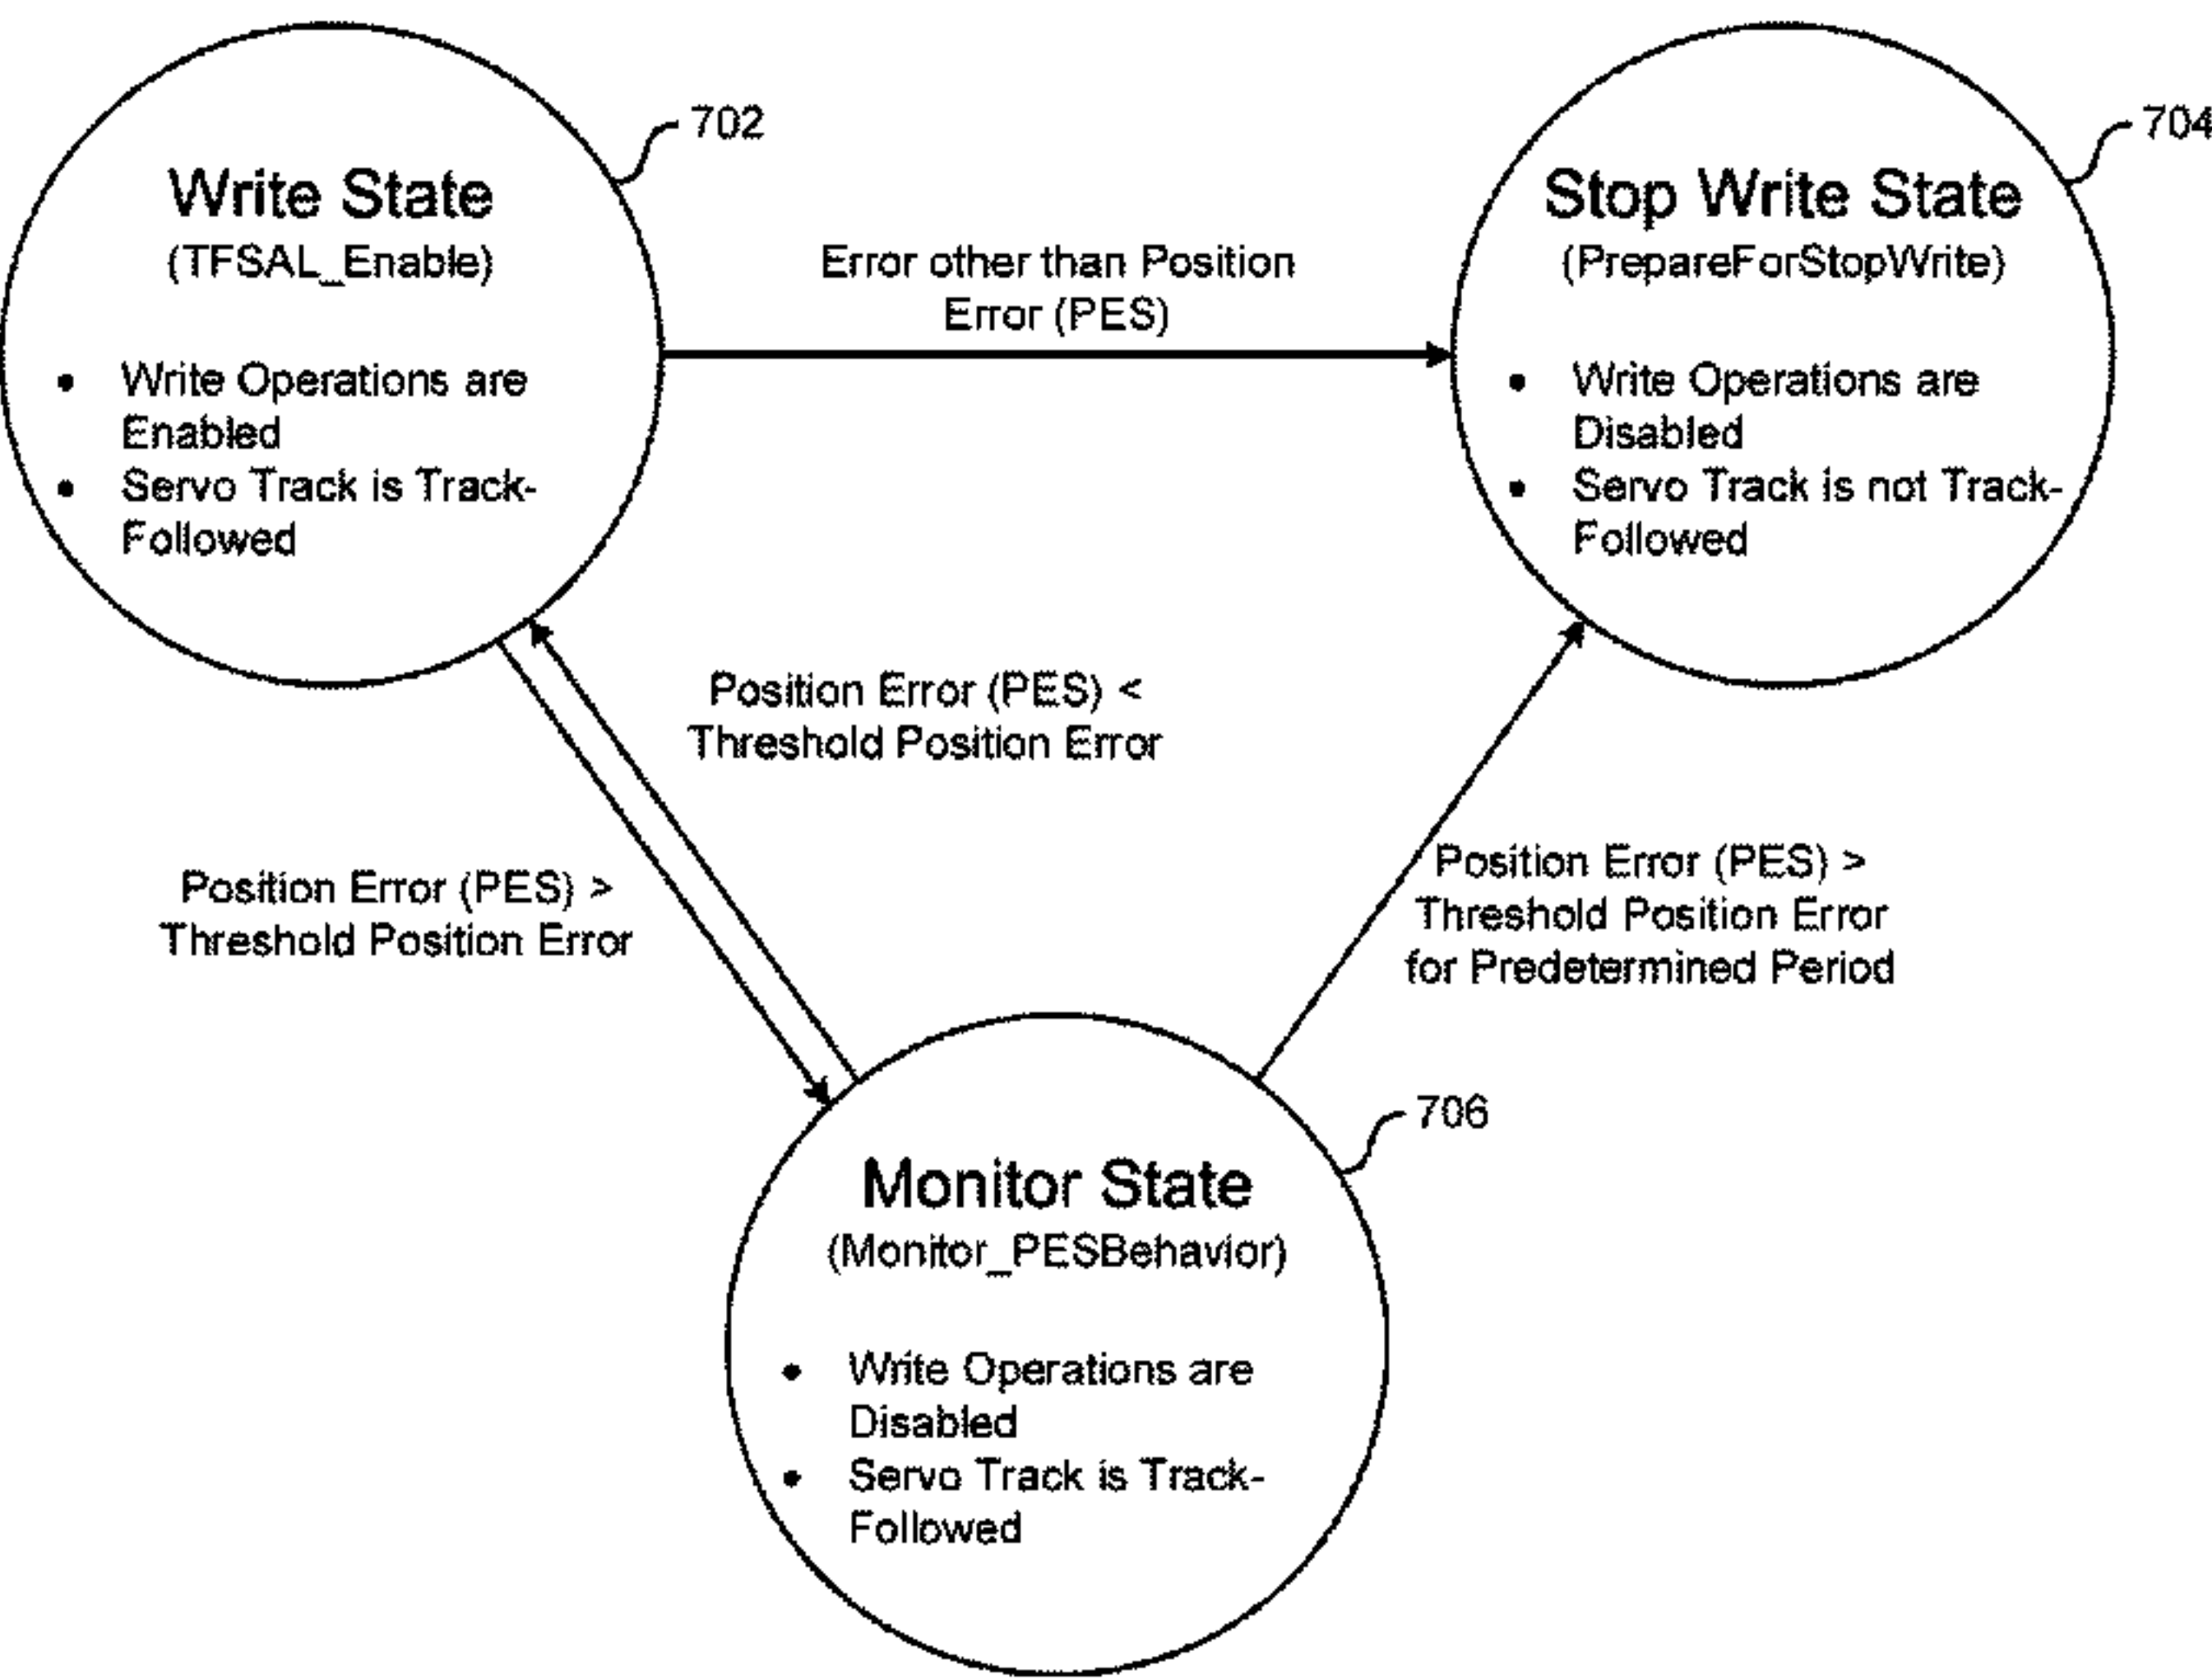 702
Write State
(TFSAL_Enable)
• Write Operations are
Enabled
• Servo Track is Track-
Followed
Error other than Position
Error (PES)
704
Stop Write State
(PrepareForStopWrite)
• Write Operations are
Disabled
• Servo Track is not Track-
Followed
Position Error (PES) <
Threshold Position Error
Position Error (PES) >
Threshold Position Error
Position Error (PES) >
Threshold Position Error
for Predetermined Period
706
Monitor State
(Monitor_PESBehavior)
• Write Operations are
Disabled
• Servo Track is Track-
Followed